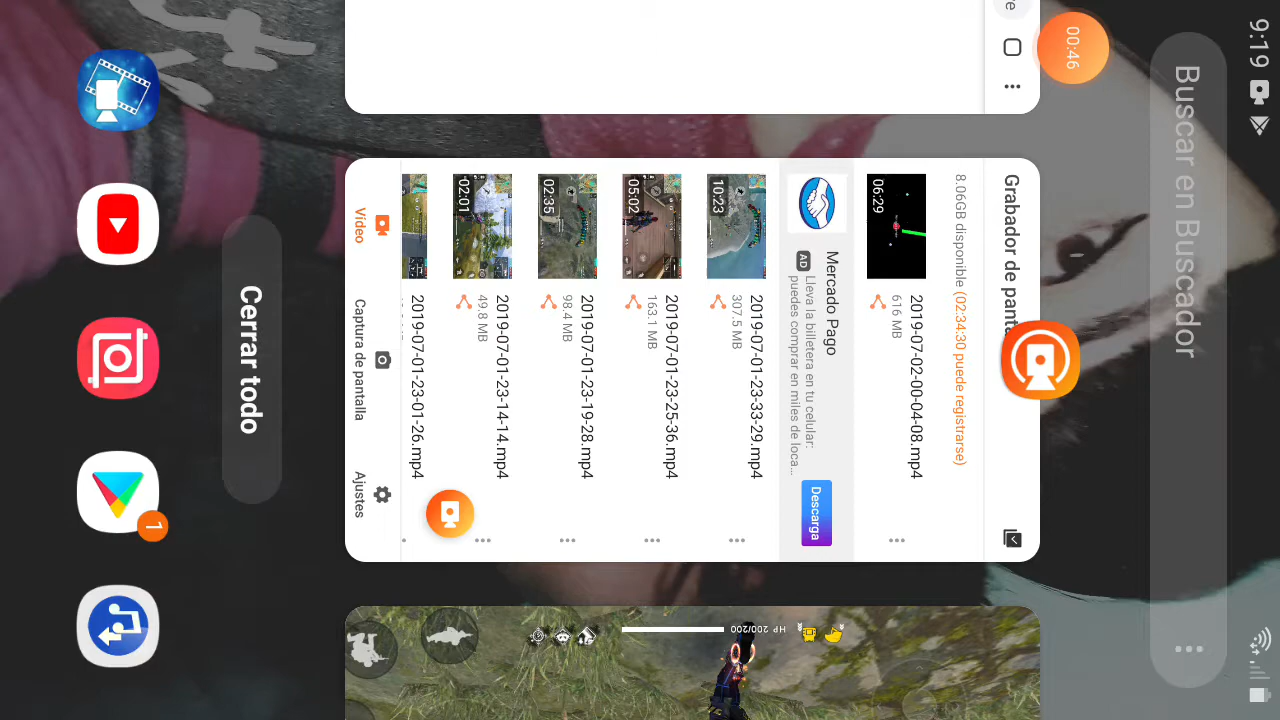 9:19
Buscar en Buscador
00:46
Grabador de panta
8.06GB disponible (02:34:30 puede registrarse)
06:29
2019-07-02-00-04-08.mp4
616 MB
Mercado Pago
AD Lleva la billetera en tu celular:
puedes comprar en miles de loca...
Descarga
10:23
2019-07-01-23-33-29.mp4
307.5 MB
05:02
2019-07-01-23-25-36.mp4
163.1 MB
02:35
2019-07-01-23-19-28.mp4
98.4 MB
02:01
2019-07-01-23-14-14.mp4
49.8 MB
2019-07-01-23-01-26.mp4
Video
Captura de pantalla
Ajustes
HP 200/200
Cerrar todo
1